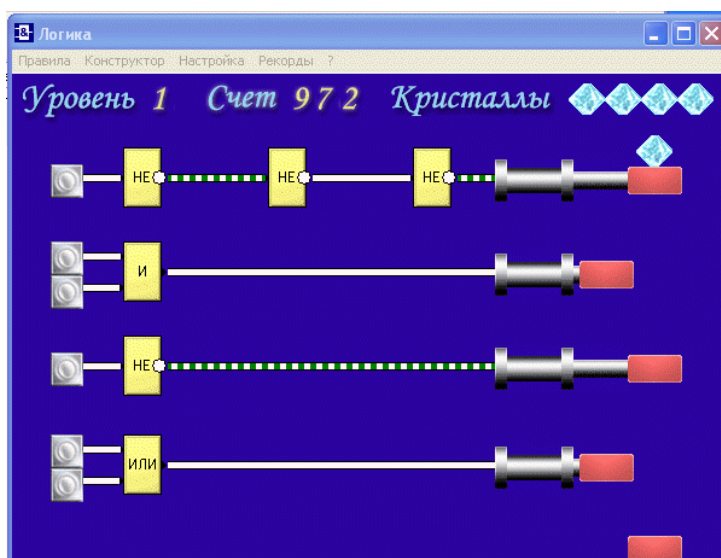 Логика
Правила Конструктор Настройка Рекорды ?
Уровень 1 Счет 972 Кристаллы
НЕ НЕ НЕ
И
НЕ
ИЛИ